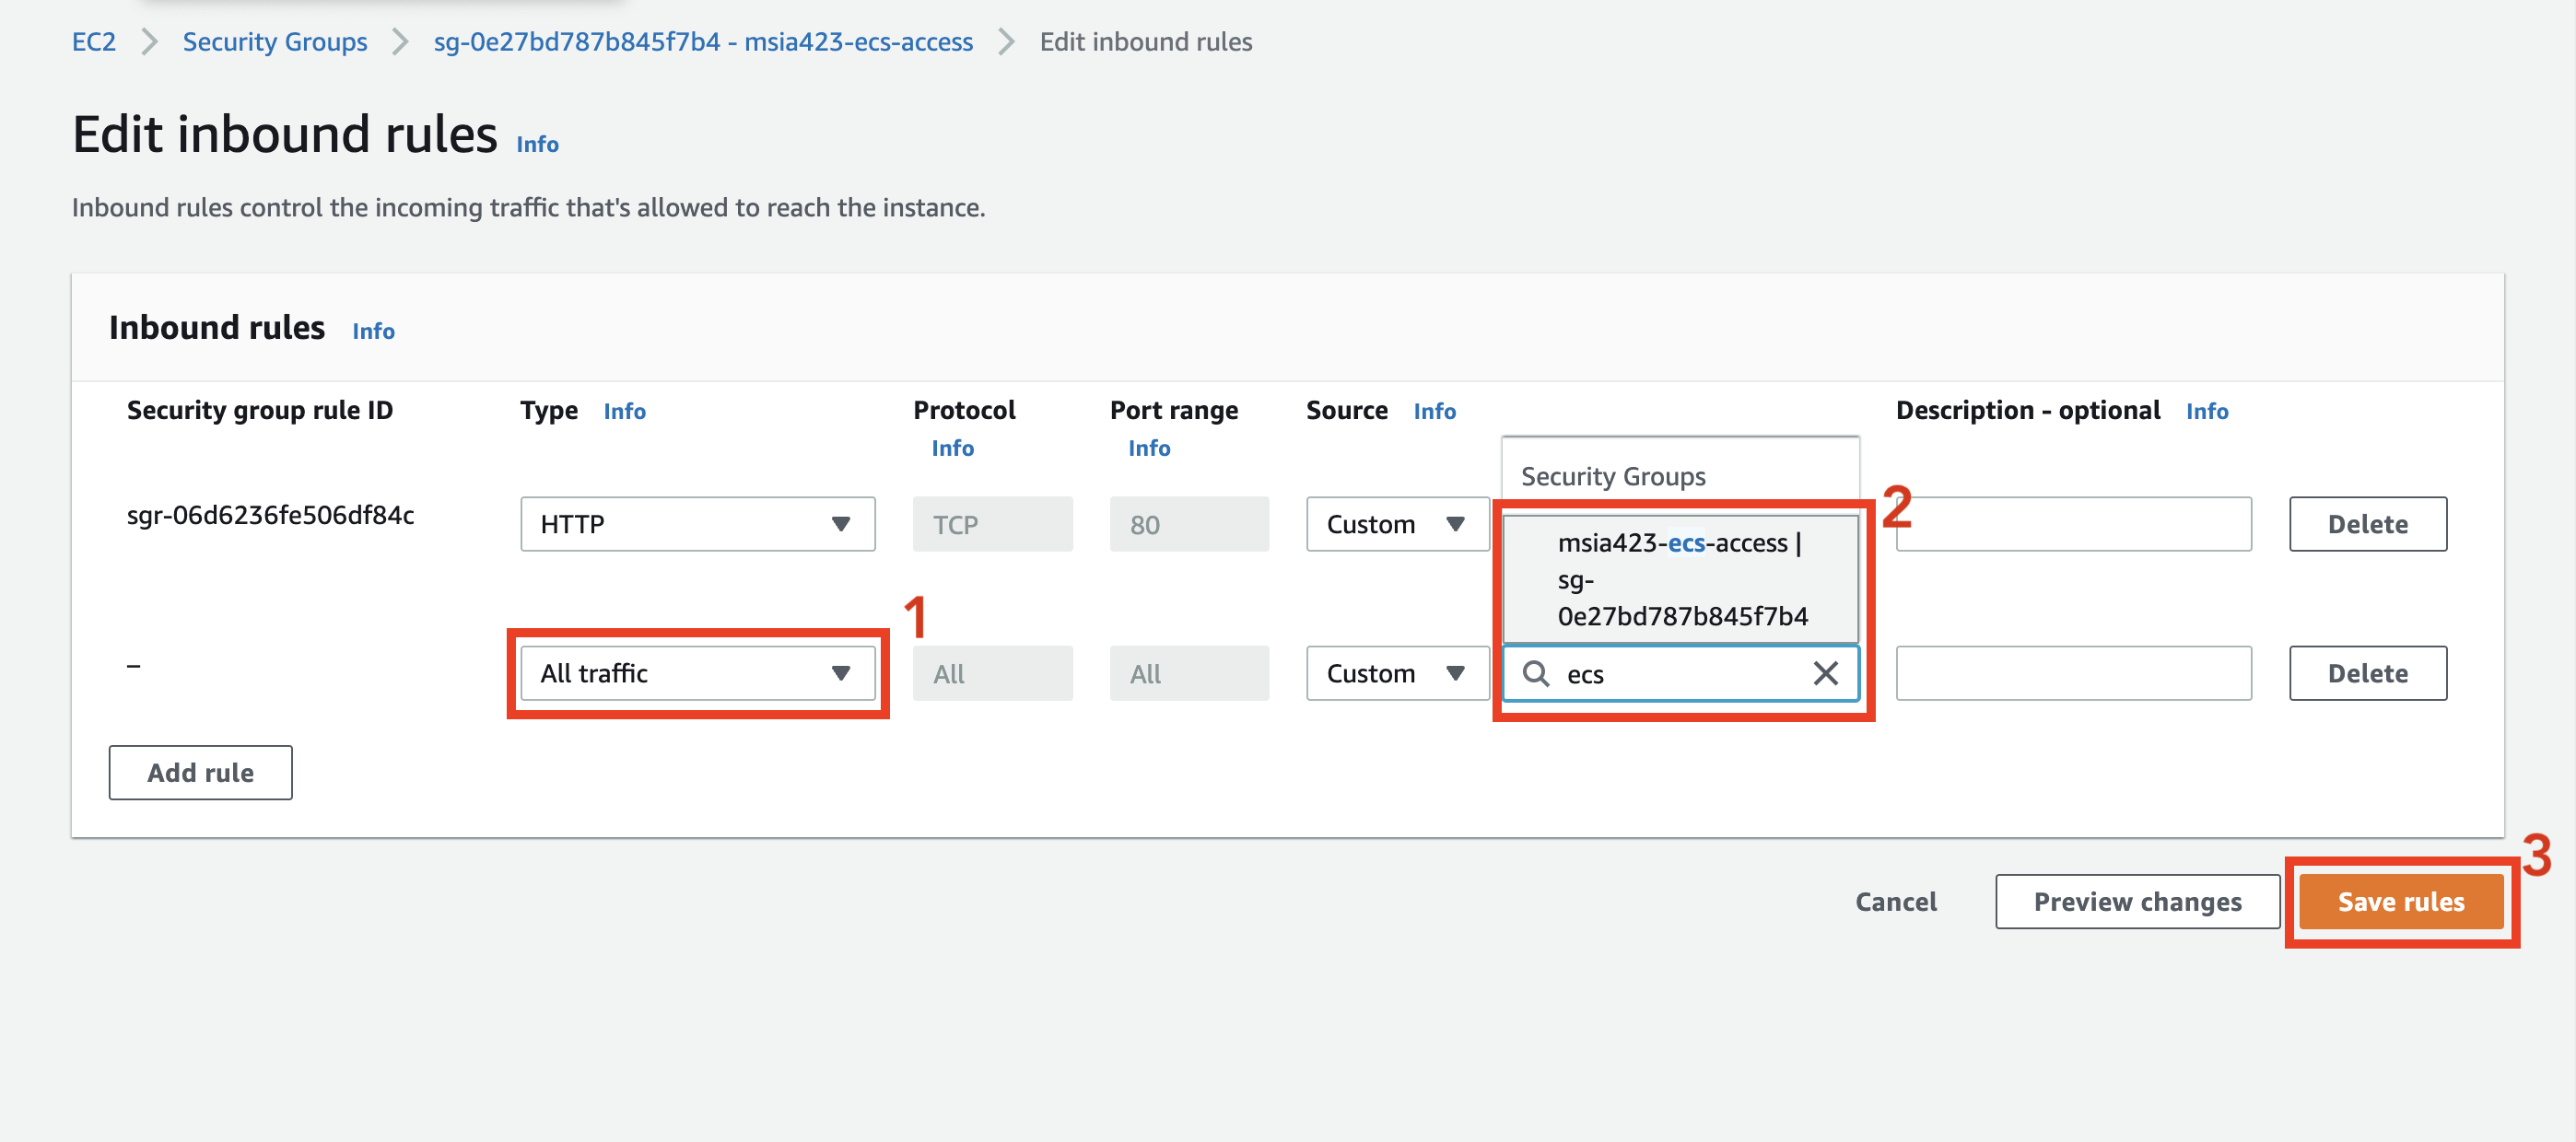 EC2 Security Groups sg-0e27bd787b845f7b4 - msia423-ecs-access Edit inbound rules
Edit inbound rules Info
Inbound rules control the incoming traffic that's allowed to reach the instance.
Inbound rules Info
Security group rule ID Type Info Protocol Port range Source Info Description - optional Info
Info Info
Security Groups
2
sgr-06d6236fe506df84c HTTP TCP 80 Custom Delete
msia423-ecs-access |
sg-
0e27bd787b845f7b4
1
– All traffic All All Custom ecs Delete
Add rule
3
Cancel Preview changes Save rules